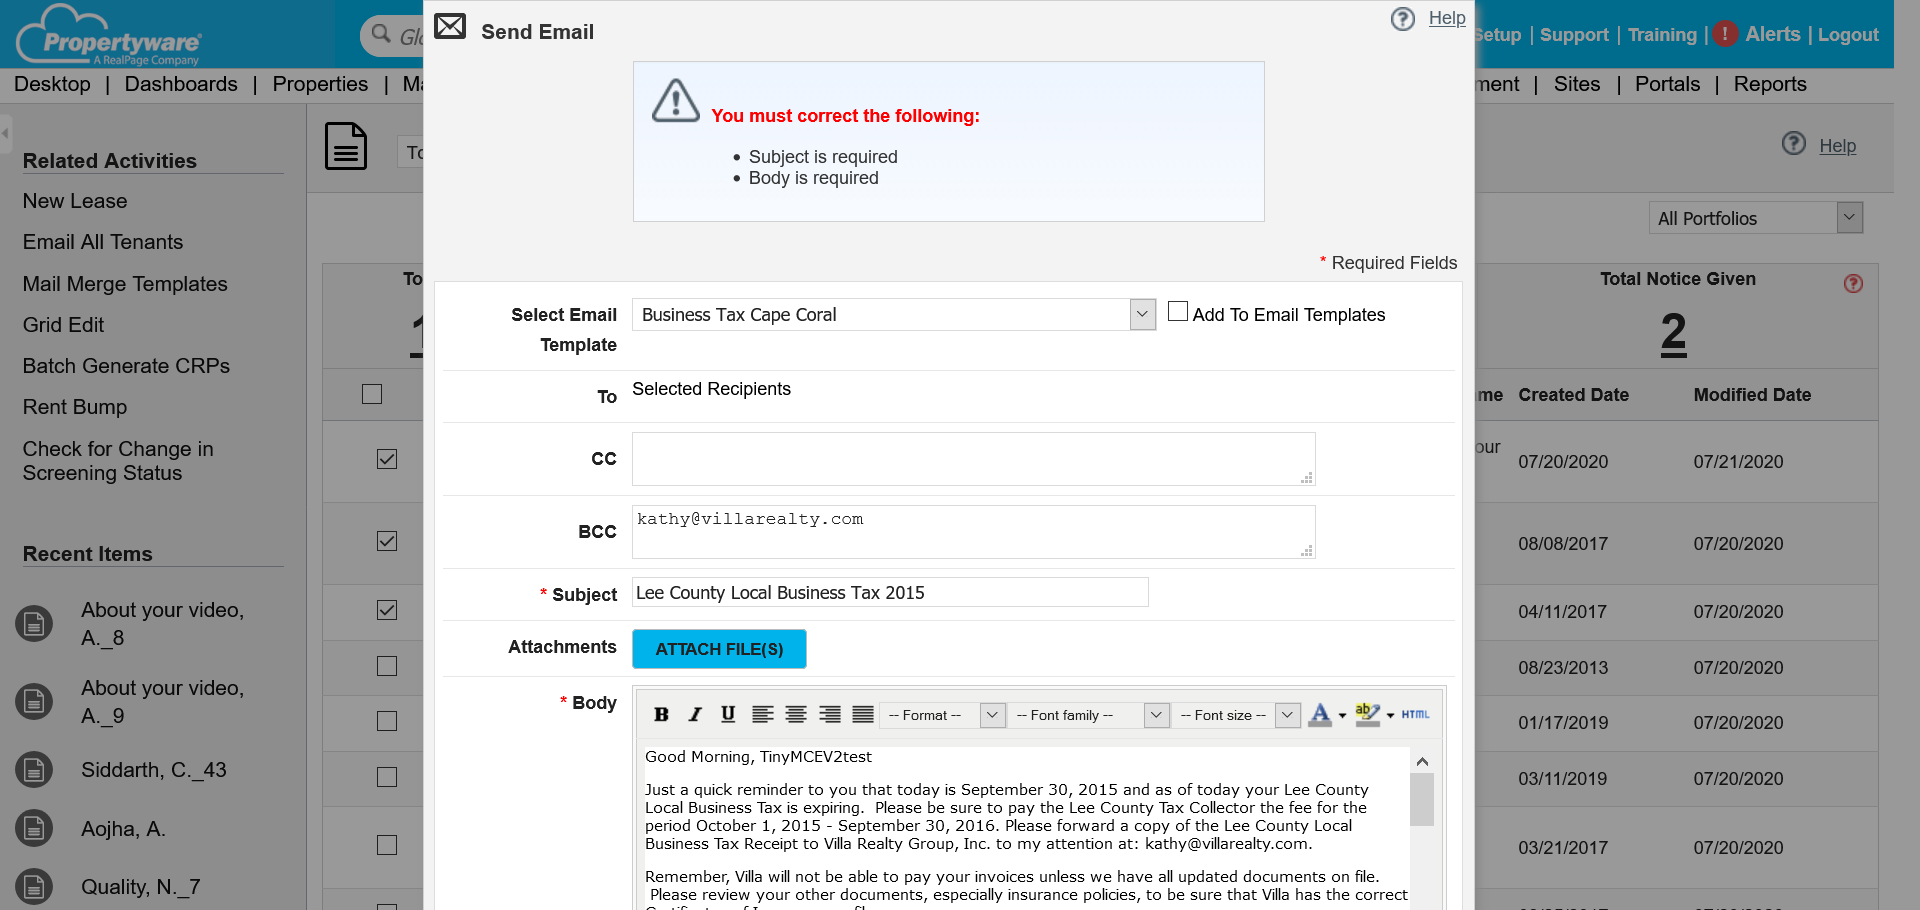 Propertyware
A RealPage Company
Glo
Send Email
Help
Setup | Support | Training | ! Alerts | Logout
Desktop | Dashboards | Properties |
ment | Sites | Portals | Reports
You must correct the following:
• Subject is required
• Body is required
Related Activities
New Lease
Email All Tenants
Mail Merge Templates
Grid Edit
Batch Generate CRPs
Rent Bump
Check for Change in
Screening Status
Recent Items
About your video,
A._8
About your video,
A._9
Siddarth, C._43
Aojha, A.
Quality, N._7
Help
All Portfolios
* Required Fields
Select Email
Template
Business Tax Cape Coral
Add To Email Templates
To
Selected Recipients
CC
BCC
kathy@villarealty.com
* Subject
Lee County Local Business Tax 2015
Attachments
ATTACH FILE(S)
* Body
B I U -- Format -- -- Font family -- -- Font size -- A ab HTML
Good Morning, TinyMCEV2test
Just a quick reminder to you that today is September 30, 2015 and as of today your Lee County
Local Business Tax is expiring.  Please be sure to pay the Lee County Tax Collector the fee for the
period October 1, 2015 - September 30, 2016. Please forward a copy of the Lee County Local
Business Tax Receipt to Villa Realty Group, Inc. to my attention at: kathy@villarealty.com.
Remember, Villa will not be able to pay your invoices unless we have all updated documents on file.
Please review your other documents, especially insurance policies, to be sure that Villa has the correct
Total Notice Given
2
me Created Date Modified Date
our
07/20/2020 07/21/2020
08/08/2017 07/20/2020
04/11/2017 07/20/2020
08/23/2013 07/20/2020
01/17/2019 07/20/2020
03/11/2019 07/20/2020
03/21/2017 07/20/2020